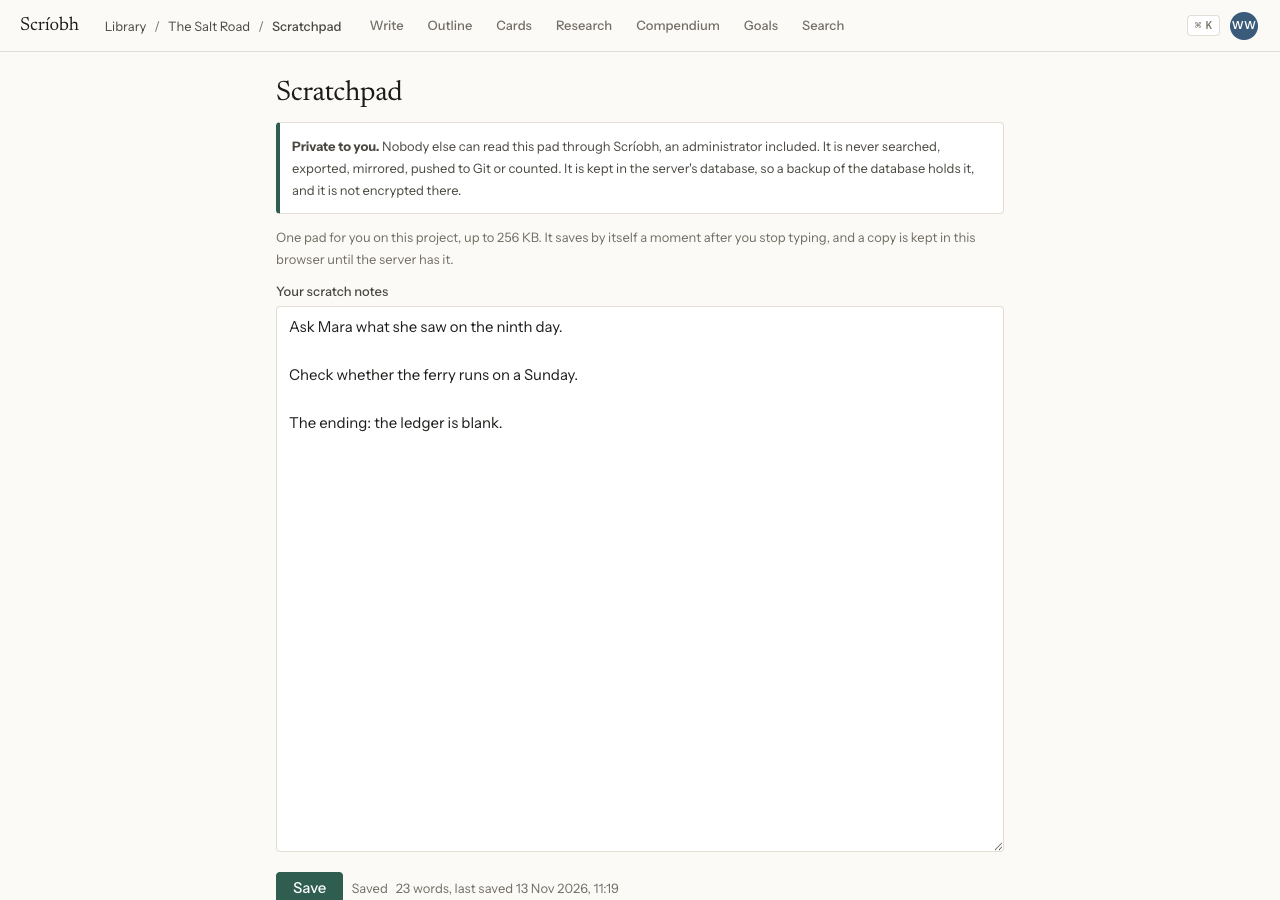 Scríobh
Library / The Salt Road / Scratchpad
Write
Outline
Cards
Research
Compendium
Goals
Search
⌘ K
WW
Scratchpad
Private to you. Nobody else can read this pad through Scríobh, an administrator included. It is never searched,
exported, mirrored, pushed to Git or counted. It is kept in the server's database, so a backup of the database holds it,
and it is not encrypted there.
One pad for you on this project, up to 256 KB. It saves by itself a moment after you stop typing, and a copy is kept in this
browser until the server has it.
Your scratch notes
Ask Mara what she saw on the ninth day.
Check whether the ferry runs on a Sunday.
The ending: the ledger is blank.
Save
Saved 23 words, last saved 13 Nov 2026, 11:19